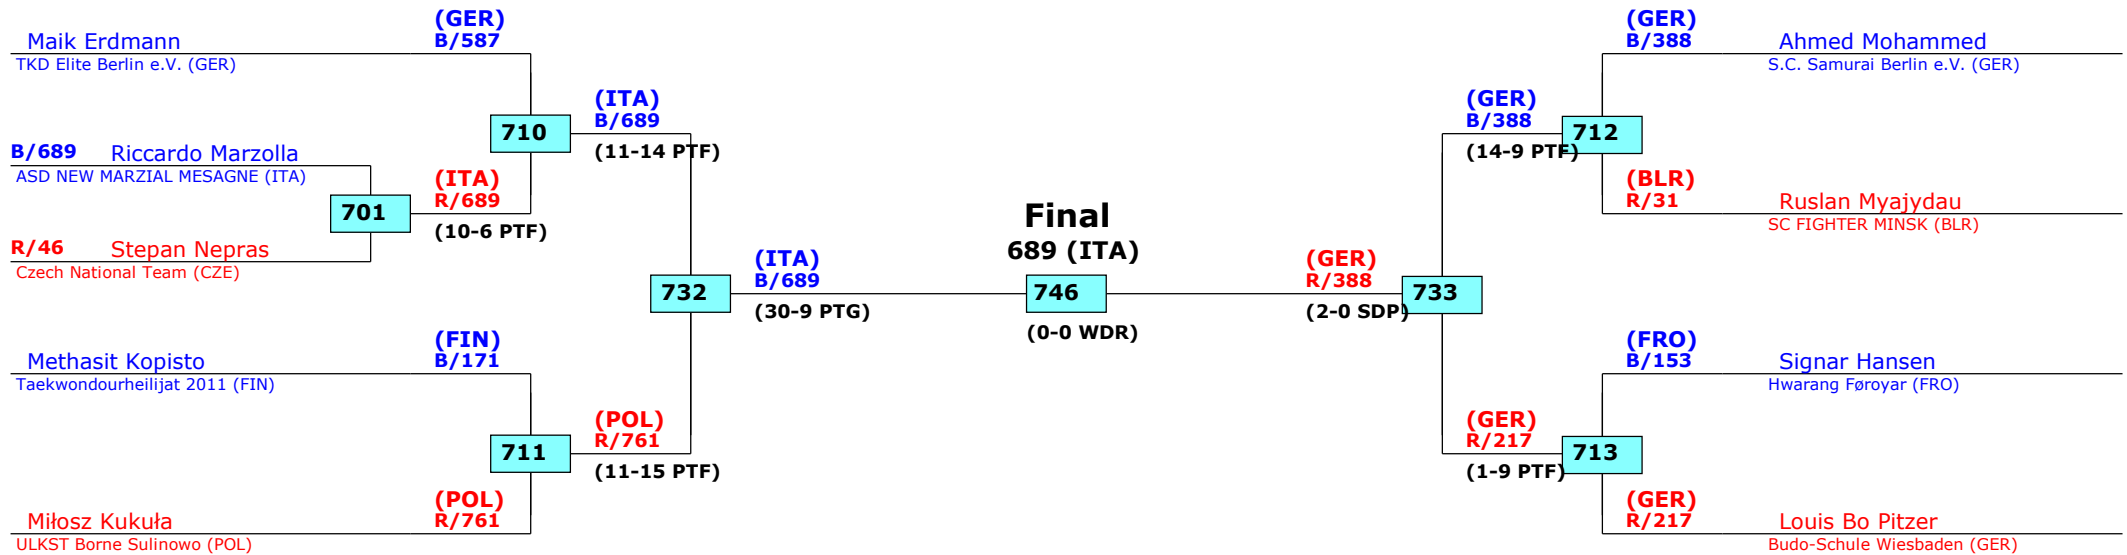 (GER)
B/587
Maik Erdmann
TKD Elite Berlin e.V. (GER)
B/689 Riccardo Marzolla
ASD NEW MARZIAL MESAGNE (ITA)
701
R/46 Stepan Nepras
Czech National Team (CZE)
710
(ITA)
R/689
(10-6 PTF)
(ITA)
B/689
(11-14 PTF)
732
(FIN)
B/171
Methasit Kopisto
Taekwondourheilijat 2011 (FIN)
711
(POL)
R/761
Miłosz Kukuła
ULKST Borne Sulinowo (POL)
(POL)
R/761
(11-15 PTF)
(ITA)
B/689
(30-9 PTG)
Final
689 (ITA)
746
(0-0 WDR)
(GER)
R/388
(2-0 SDP)
733
(GER)
B/388
(14-9 PTF)
712
(GER)
B/388
Ahmed Mohammed
S.C. Samurai Berlin e.V. (GER)
(BLR)
R/31
Ruslan Myajydau
SC FIGHTER MINSK (BLR)
(GER)
R/217
(1-9 PTF)
713
(FRO)
B/153
Signar Hansen
Hwarang Føroyar (FRO)
(GER)
R/217
Louis Bo Pitzer
Budo-Schule Wiesbaden (GER)